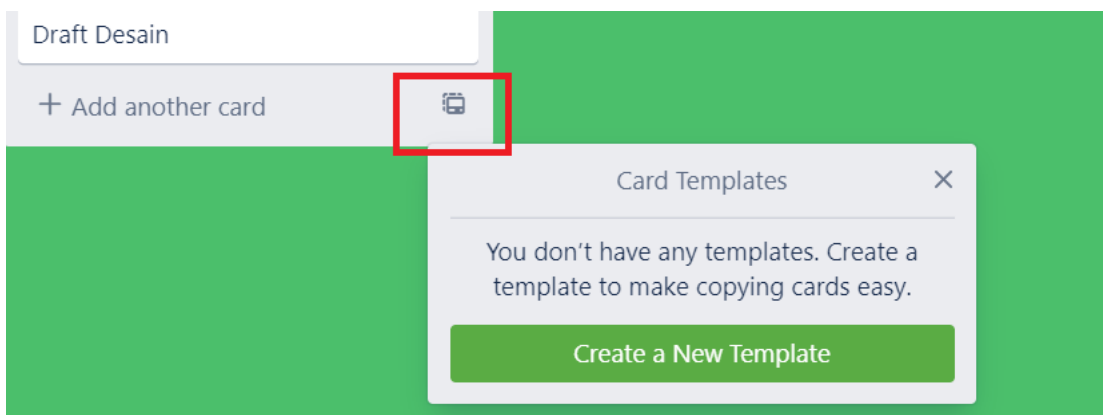 Draft Desain
+ Add another card
Card Templates
You don’t have any templates. Create a
template to make copying cards easy.
Create a New Template